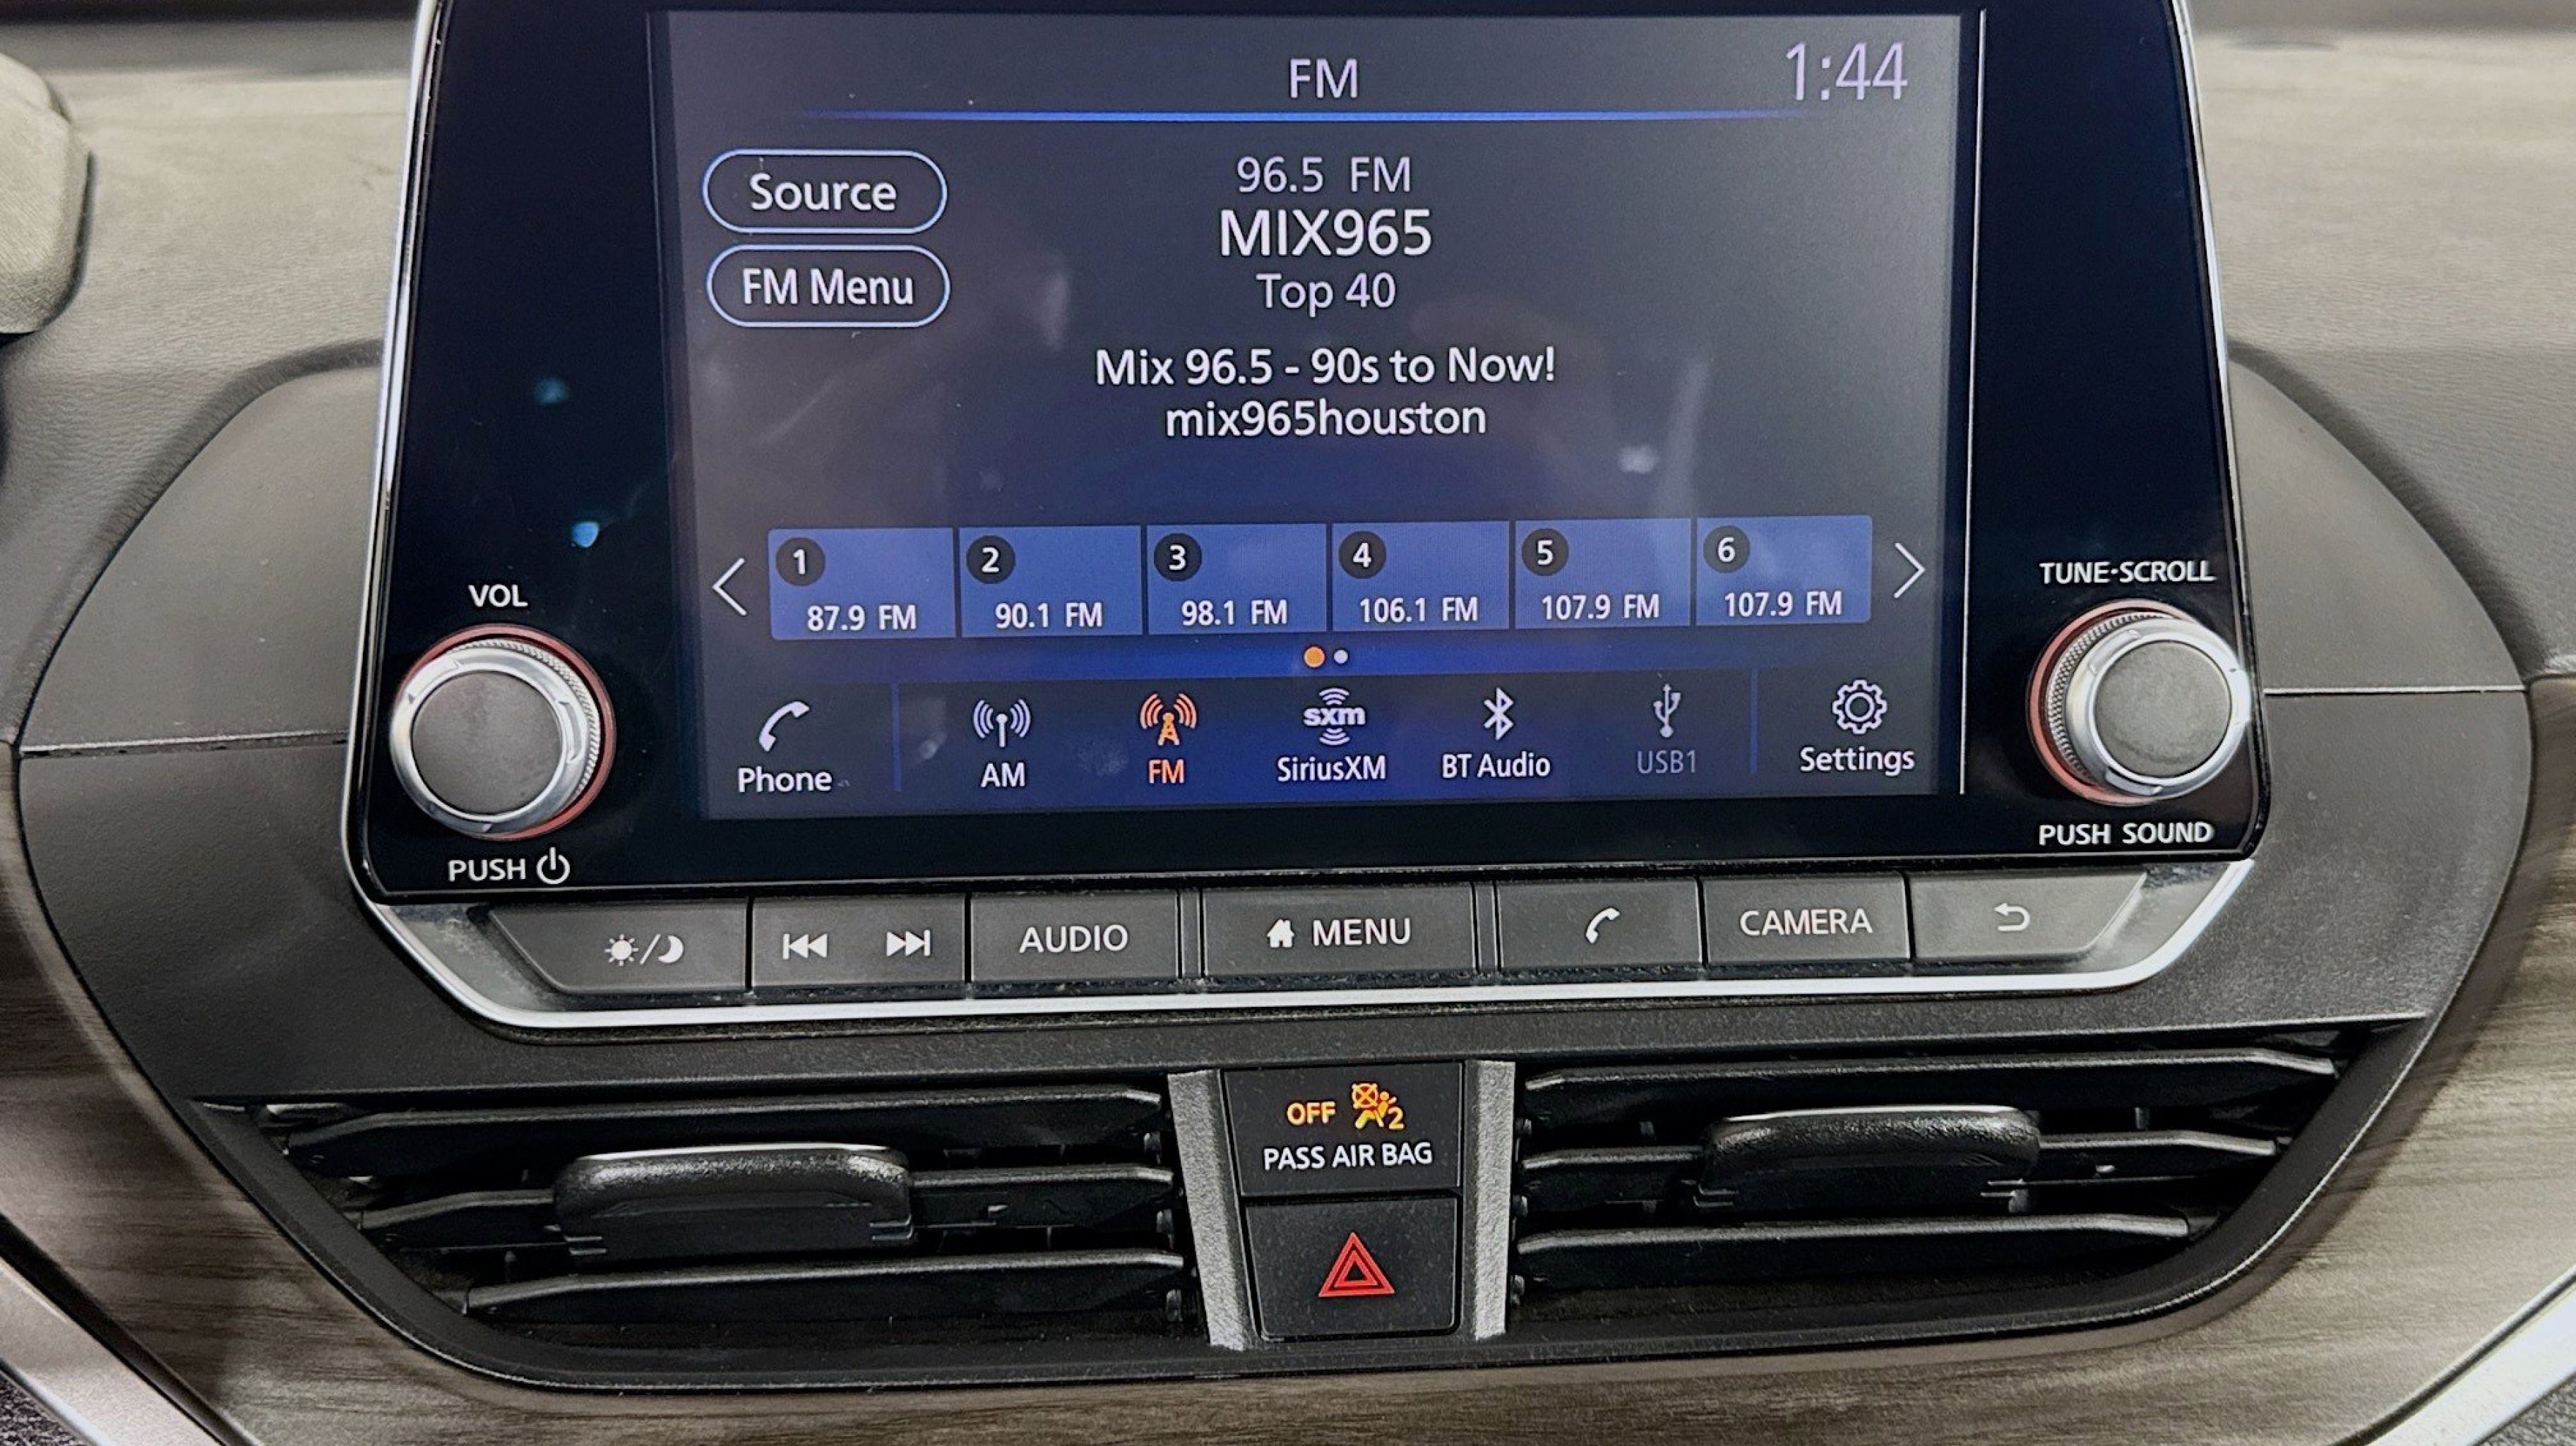 FM
1:44
Source
96.5 FM
MIX965
FM Menu
Top 40
Mix 96.5 - 90s to Now!
mix965houston
1
87.9 FM
2
90.1 FM
3
98.1 FM
4
106.1 FM
5
107.9 FM
6
107.9 FM
VOL
TUNE·SCROLL
Phone
AM
FM
sxm
SiriusXM
BT Audio
USB1
Settings
PUSH
PUSH SOUND
AUDIO
MENU
CAMERA
OFF 2
PASS AIR BAG